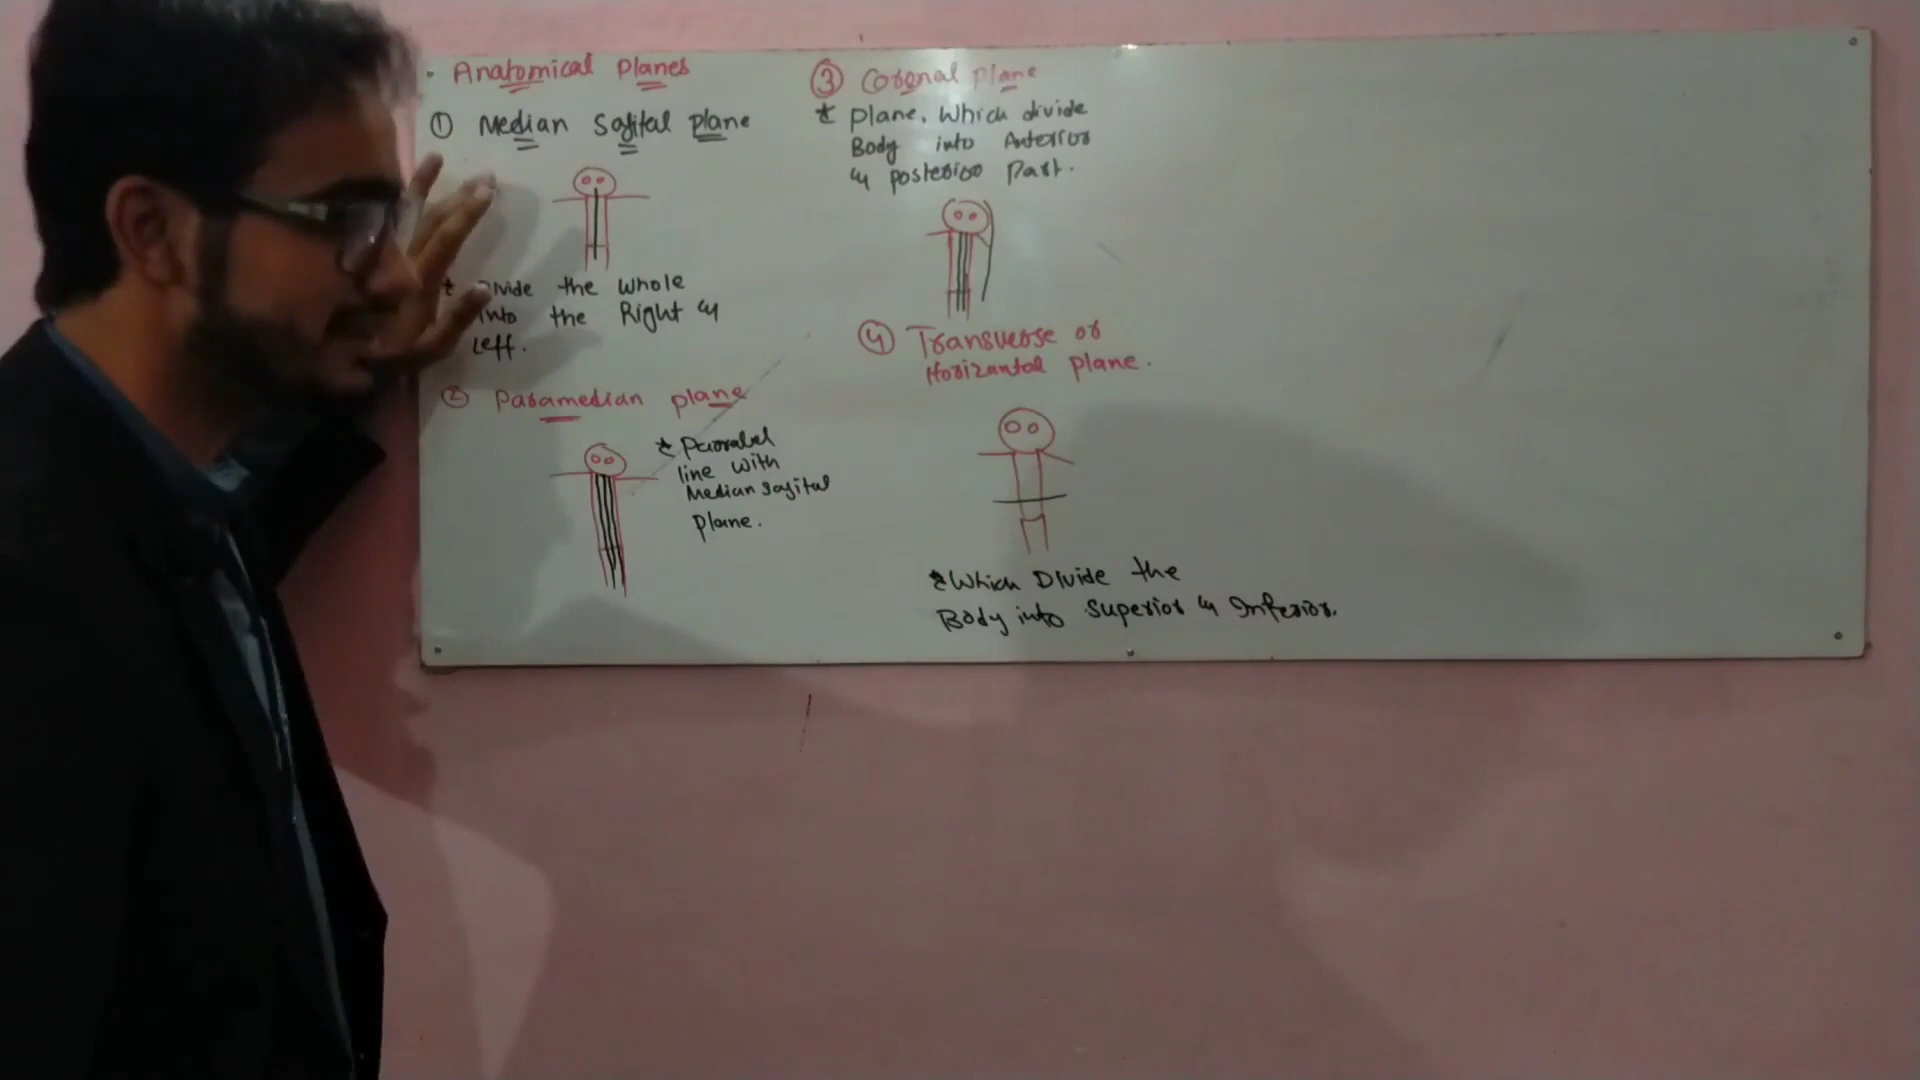 Anatomical Planes
① Median Sagital plane
Divide the whole
into the Right &
Left.
② Paramedian plane
* Parralel
line with
Median sagital
plane.
③ Coronal plane
* plane, Which divide
Body into Anterior
& posterior Part.
④ Transverse or
Horizantal plane.
* Which Divide the
Body into Superior & Inferior.